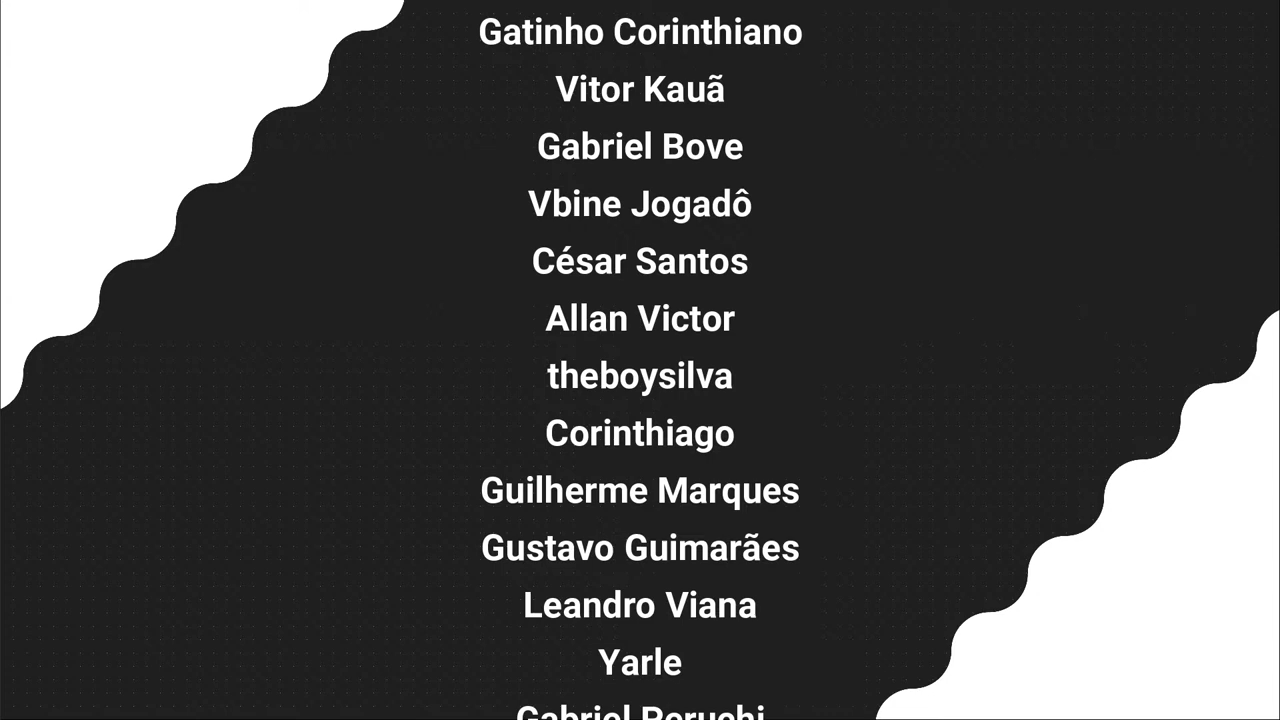 Gatinho Corinthiano
Vitor Kauã
Gabriel Bove
Vbine Jogadô
César Santos
Allan Victor
theboysilva
Corinthiago
Guilherme Marques
Gustavo Guimarães
Leandro Viana
Yarle
Gabriel